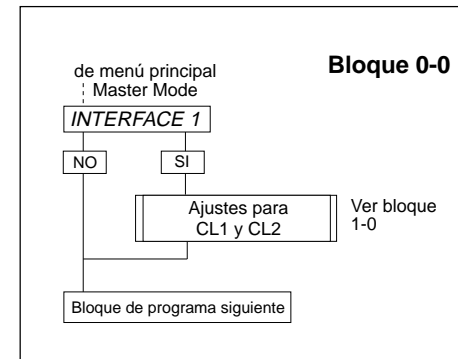 Bloque 0-0
de menú principal
Master Mode
INTERFACE 1
NO
SI
Ajustes para
CL1 y CL2
Ver bloque
1-0
Bloque de programa siguiente